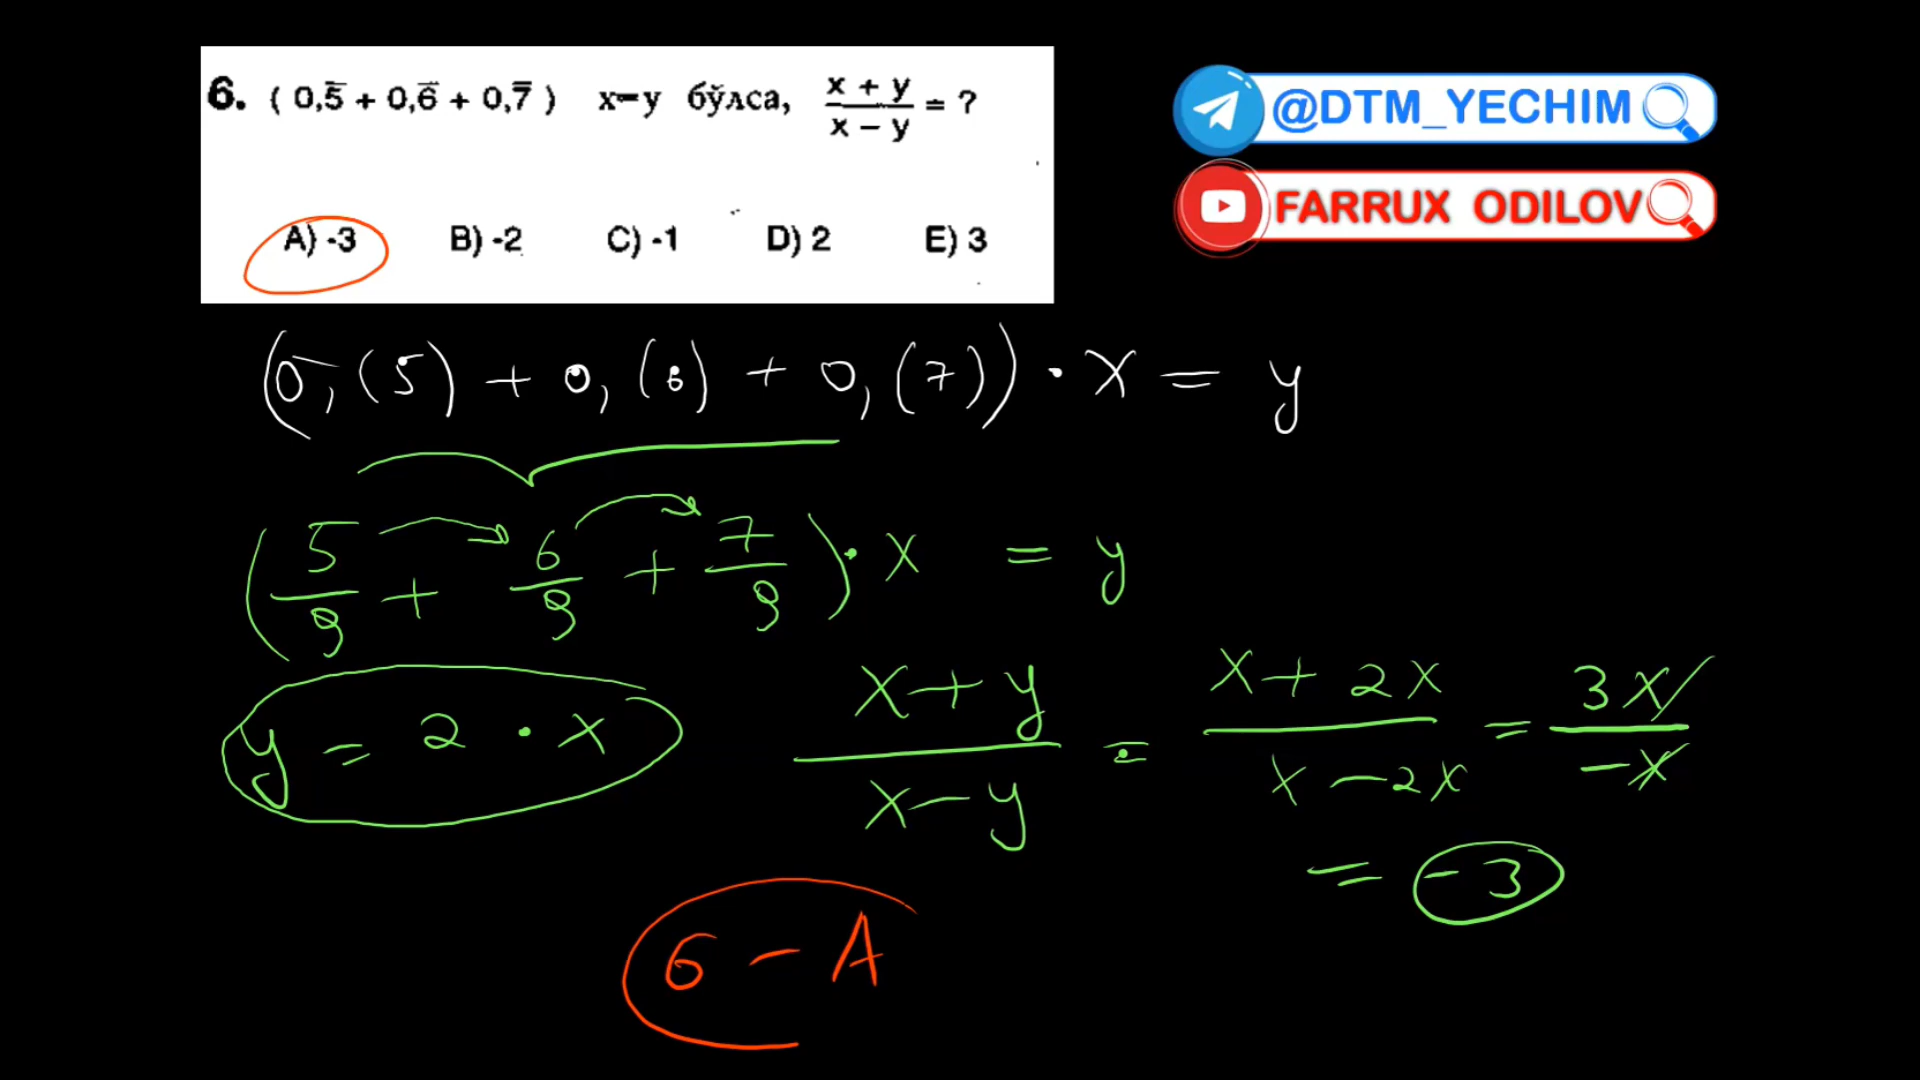 6. ( 0,5̅ + 0,6̅ + 0,7̅ ) x=y бўлса, (x + y)/(x − y) = ?
@DTM_YECHIM
FARRUX ODILOV
A) -3 B) -2 C) -1 D) 2 E) 3
(0,(5) + 0,(6) + 0,(7)) · x = y
(5/9 + 6/9 + 7/9) · x = y
y = 2 · x
(x+y)/(x−y) = (x + 2x)/(x − 2x) = 3x/−x
= −3
6 − A